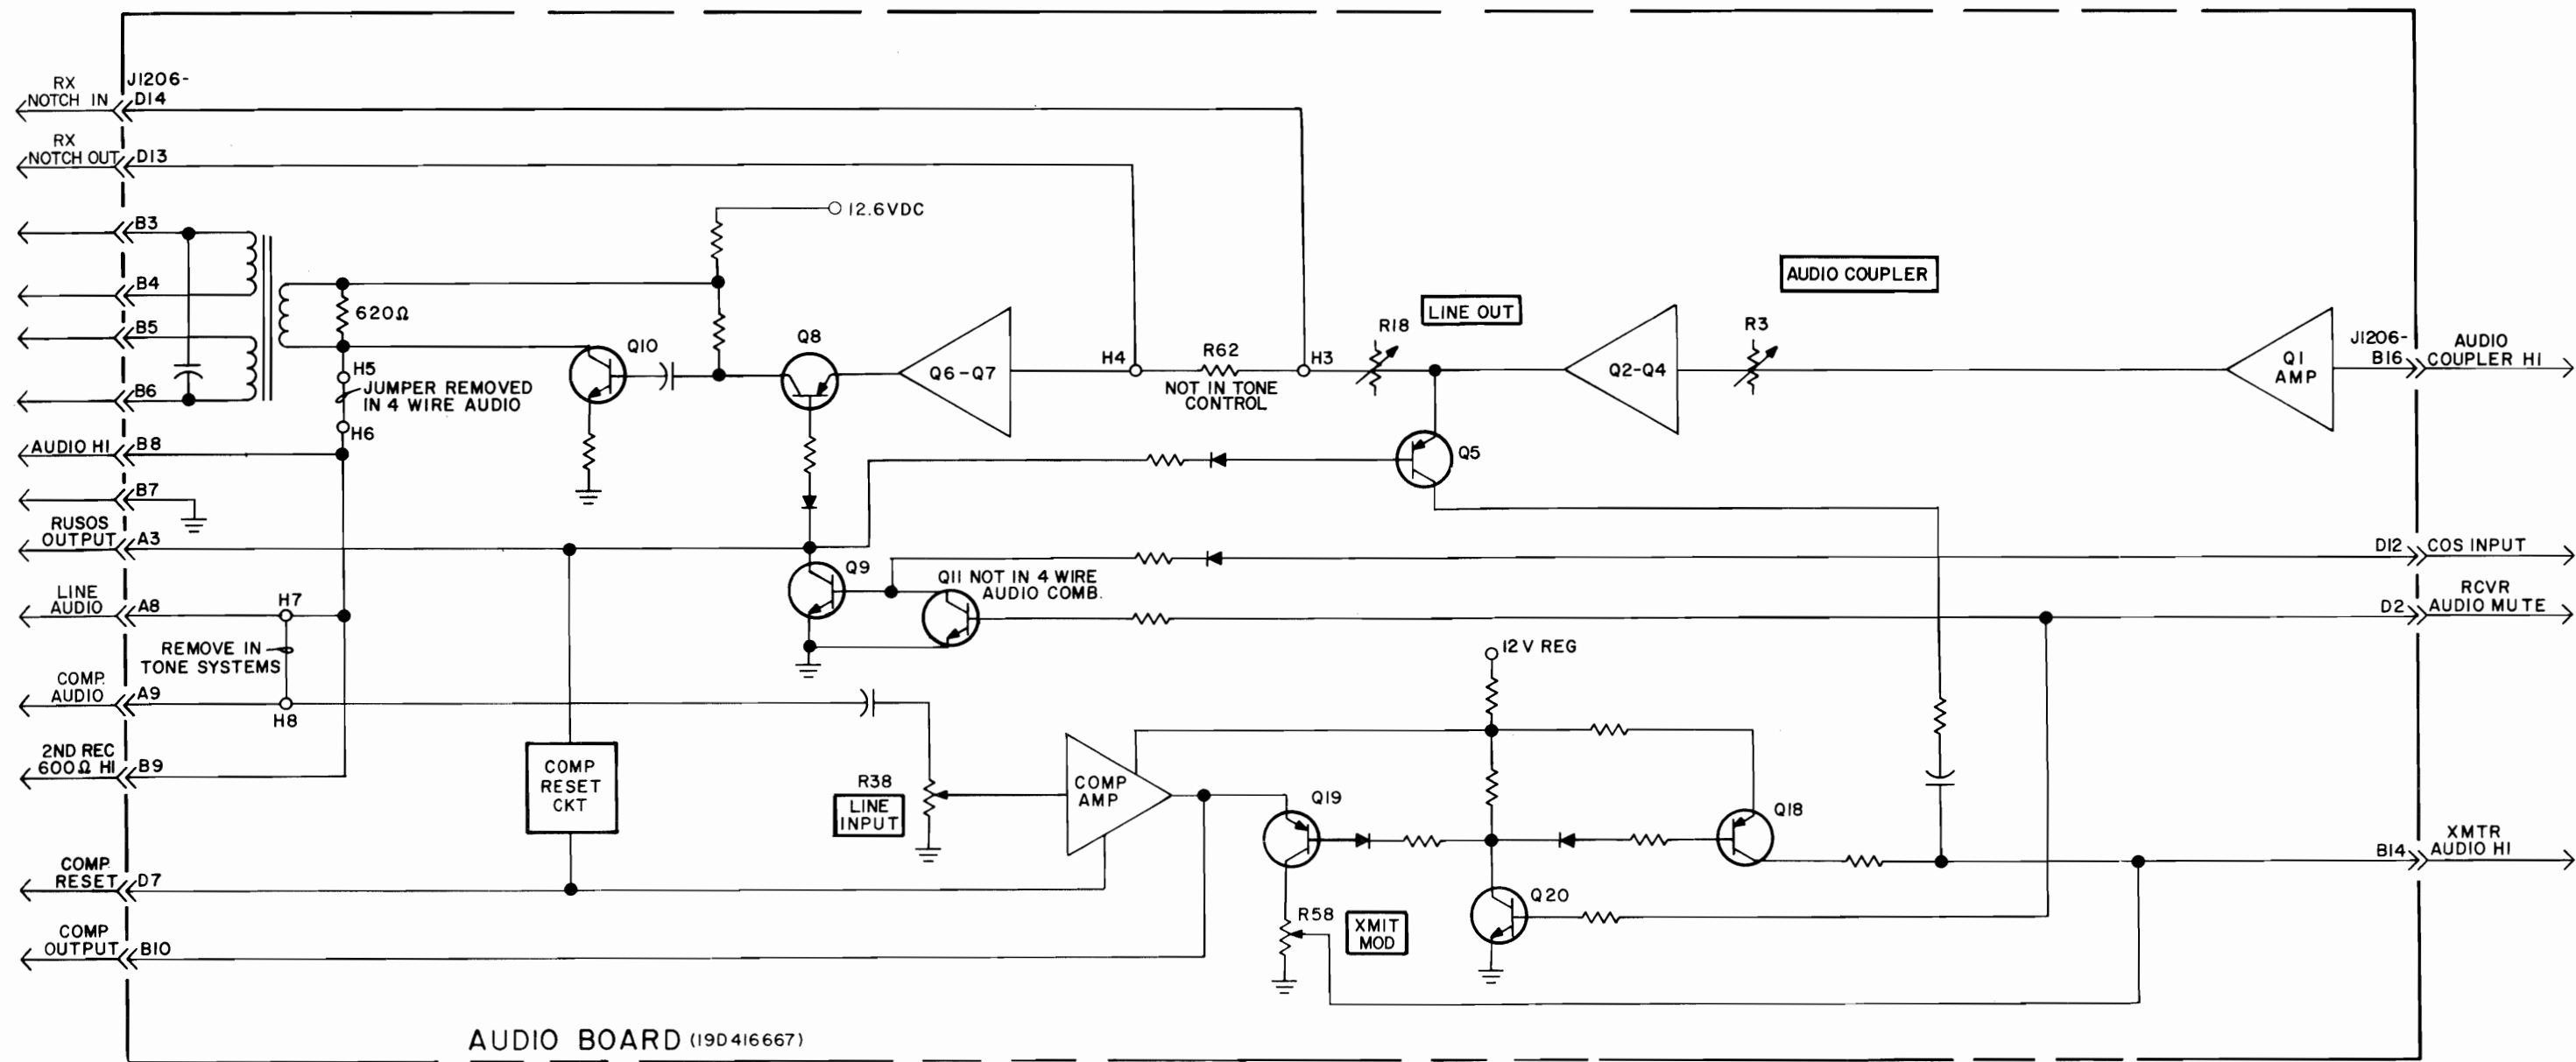 RX
NOTCH IN
J1206-
D14
RX
NOTCH OUT
D13
B3
B4
B5
B6
12.6VDC
620Ω
H5
JUMPER REMOVED
IN 4 WIRE AUDIO
H6
AUDIO HI
B8
B7
RUSOS
OUTPUT
A3
LINE
AUDIO
A8
H7
REMOVE IN
TONE SYSTEMS
COMP.
AUDIO
A9
H8
2ND REC
600Ω HI
B9
COMP
RESET
CKT
COMP
RESET
D7
COMP
OUTPUT
B10
Q10
Q8
Q6-Q7
H4
R62
NOT IN TONE
CONTROL
H3
R18
LINE OUT
Q2-Q4
AUDIO COUPLER
R3
Q1
AMP
J1206-
B16
AUDIO
COUPLER HI
Q5
Q9
Q11 NOT IN 4 WIRE
AUDIO COMB.
D12
COS INPUT
D2
RCVR
AUDIO MUTE
12V REG
R38
LINE
INPUT
COMP
AMP
Q19
Q18
Q20
R58
XMIT
MOD
B14
XMTR
AUDIO HI
AUDIO BOARD (19D416667)